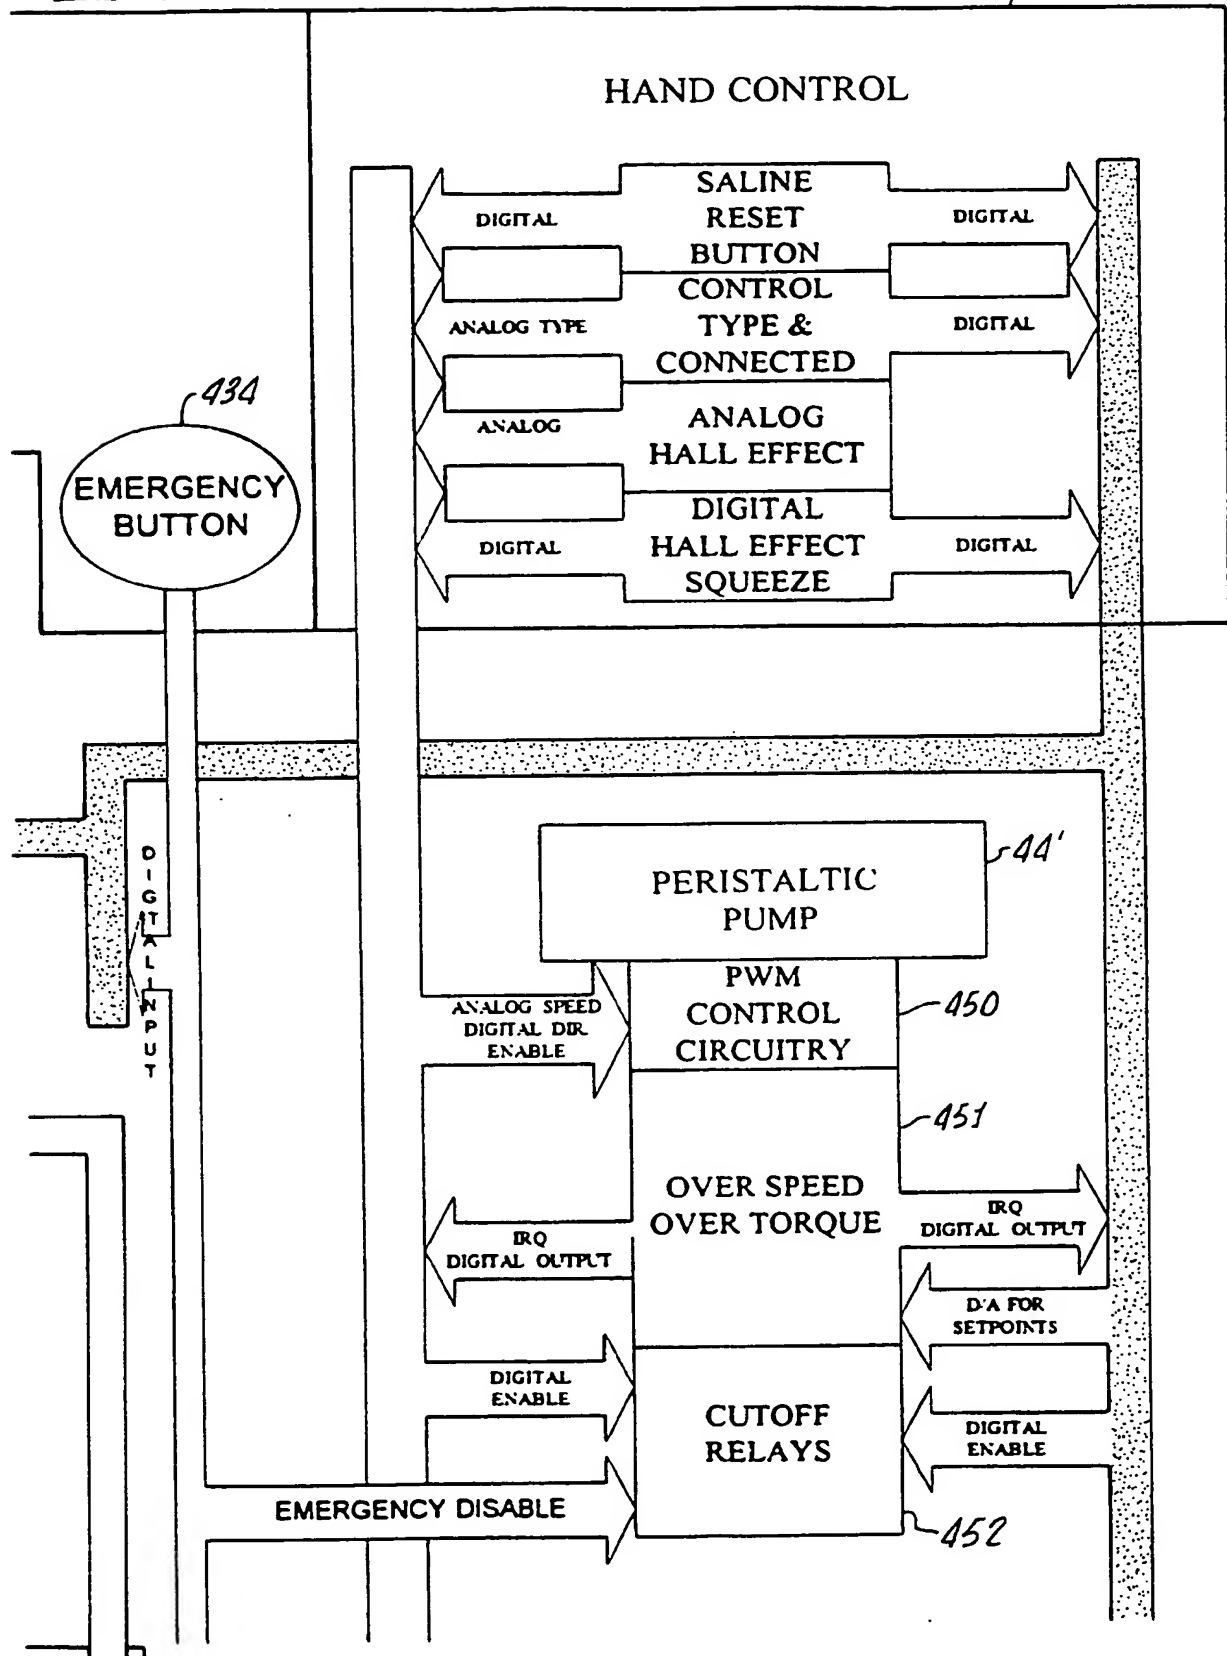 HAND CONTROL
SALINE
RESET
BUTTON
DIGITAL
DIGITAL
CONTROL
TYPE &
CONNECTED
ANALOG TYPE
DIGITAL
434
ANALOG
HALL EFFECT
ANALOG
EMERGENCY
BUTTON
DIGITAL
HALL EFFECT
SQUEEZE
DIGITAL
DIGITAL
DIGTAL INPUT
PERISTALTIC
PUMP
44'
PWM
CONTROL
CIRCUITRY
450
ANALOG SPEED
DIGITAL DIR.
ENABLE
451
OVER SPEED
OVER TORQUE
IRQ
DIGITAL OUTPUT
IRQ
DIGITAL OUTPUT
D/A FOR
SETPOINTS
DIGITAL
ENABLE
CUTOFF
RELAYS
DIGITAL
ENABLE
EMERGENCY DISABLE
452